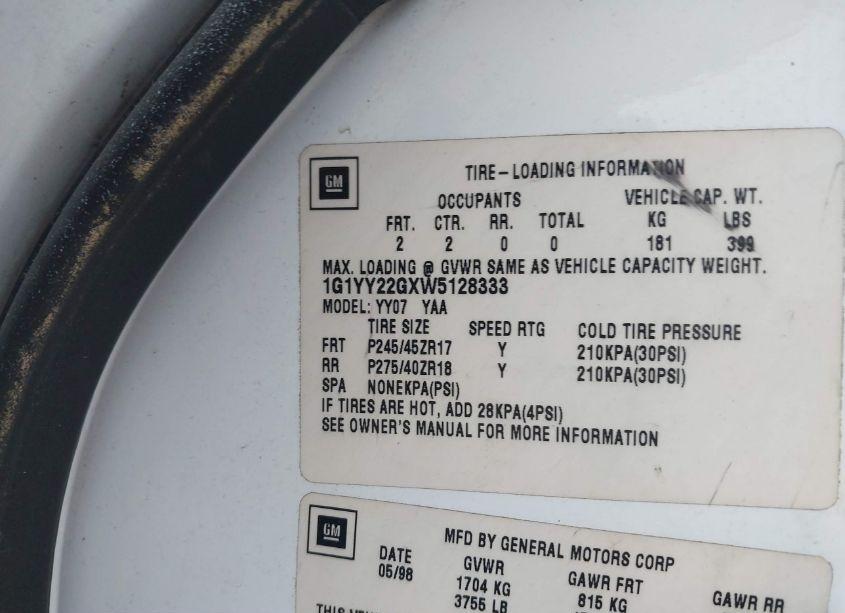 GM
TIRE-LOADING INFORMATION
OCCUPANTS VEHICLE CAP. WT.
FRT. CTR. RR. TOTAL KG LBS
2 2 0 0 181 399
MAX. LOADING @ GVWR SAME AS VEHICLE CAPACITY WEIGHT.
1G1YY22GXW5128333
MODEL: YY07 YAA
TIRE SIZE SPEED RTG COLD TIRE PRESSURE
FRT P245/45ZR17 Y 210KPA(30PSI)
RR P275/40ZR18 Y 210KPA(30PSI)
SPA NONEKPA(PSI)
IF TIRES ARE HOT, ADD 28KPA(4PSI)
SEE OWNER'S MANUAL FOR MORE INFORMATION
GM
MFD BY GENERAL MOTORS CORP
DATE GVWR GAWR FRT GAWR RR
05/98 1704 KG 815 KG
3755 LB